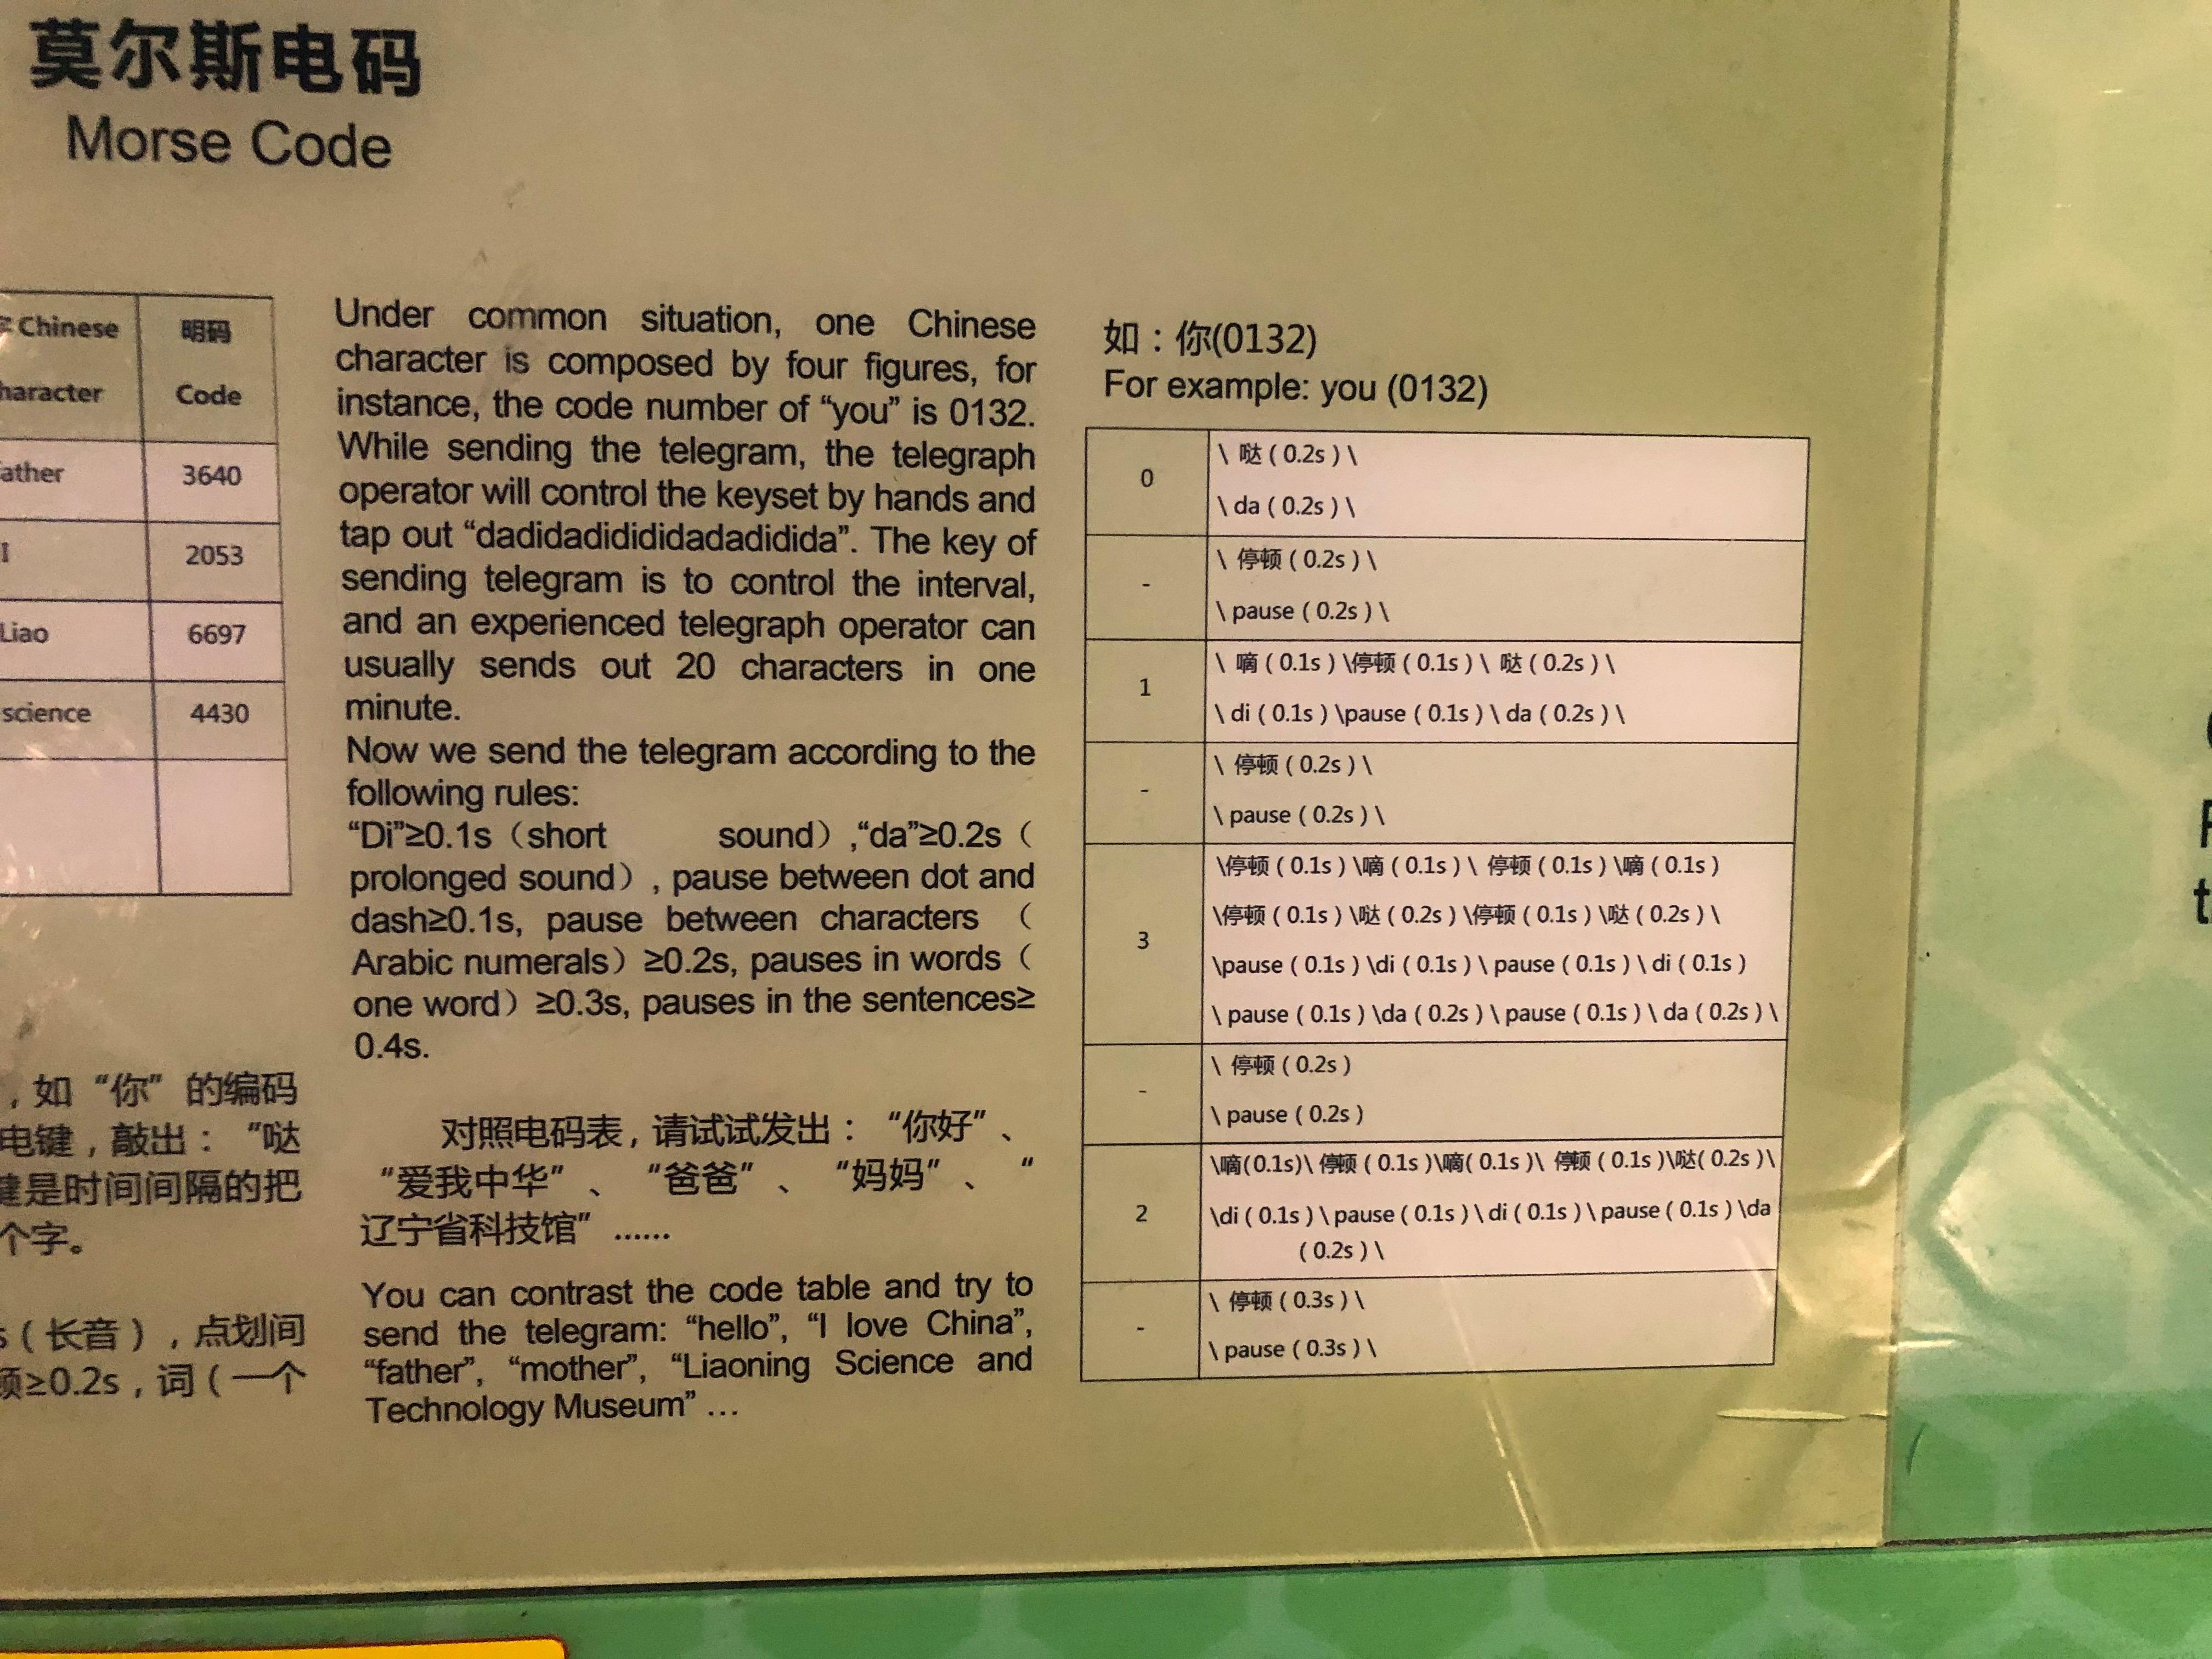 莫尔斯电码
Morse Code
Chinese 明码
Code
3640
I 2053
Liao 6697
science 4430
，如“你”的编码
电键，敲出：“哒
键是时间间隔的把
个字。
（长音），点划间
≥0.2s，词（一个
Under common situation, one Chinese
character is composed by four figures, for
instance, the code number of “you” is 0132.
While sending the telegram, the telegraph
operator will control the keyset by hands and
tap out “dadidadidididadadidida”. The key of
sending telegram is to control the interval,
and an experienced telegraph operator can
usually sends out 20 characters in one
minute.
Now we send the telegram according to the
following rules:
“Di”≥0.1s（short sound）,“da”≥0.2s（
prolonged sound）, pause between dot and
dash≥0.1s, pause between characters （
Arabic numerals）≥0.2s, pauses in words（
one word）≥0.3s, pauses in the sentences≥
0.4s.
对照电码表，请试试发出：“你好”、
“爱我中华”、“爸爸”、“妈妈”、“
辽宁省科技馆”……
You can contrast the code table and try to
send the telegram: “hello”, “I love China”,
“father”, “mother”, “Liaoning Science and
Technology Museum” …
如：你(0132)
For example: you (0132)
0 \ 哒（0.2s）\
\ da（0.2s）\
- \ 停顿（0.2s）\
\ pause（0.2s）\
1 \ 嘀（0.1s）\停顿（0.1s）\ 哒（0.2s）\
\ di（0.1s）\pause（0.1s）\ da（0.2s）\
- \ 停顿（0.2s）\
\ pause（0.2s）\
3 \停顿（0.1s）\嘀（0.1s）\ 停顿（0.1s）\嘀（0.1s）
\停顿（0.1s）\哒（0.2s）\停顿（0.1s）\哒（0.2s）\
\pause（0.1s）\di（0.1s）\ pause（0.1s）\ di（0.1s）
\ pause（0.1s）\da（0.2s）\ pause（0.1s）\ da（0.2s）\
- \ 停顿（0.2s）
\ pause（0.2s）
2 \嘀(0.1s)\ 停顿（0.1s）\嘀(0.1s）\ 停顿（0.1s）\哒(0.2s）\
\di（0.1s）\ pause（0.1s）\ di（0.1s）\ pause（0.1s）\da
（0.2s）\
- \ 停顿（0.3s）\
\ pause（0.3s）\